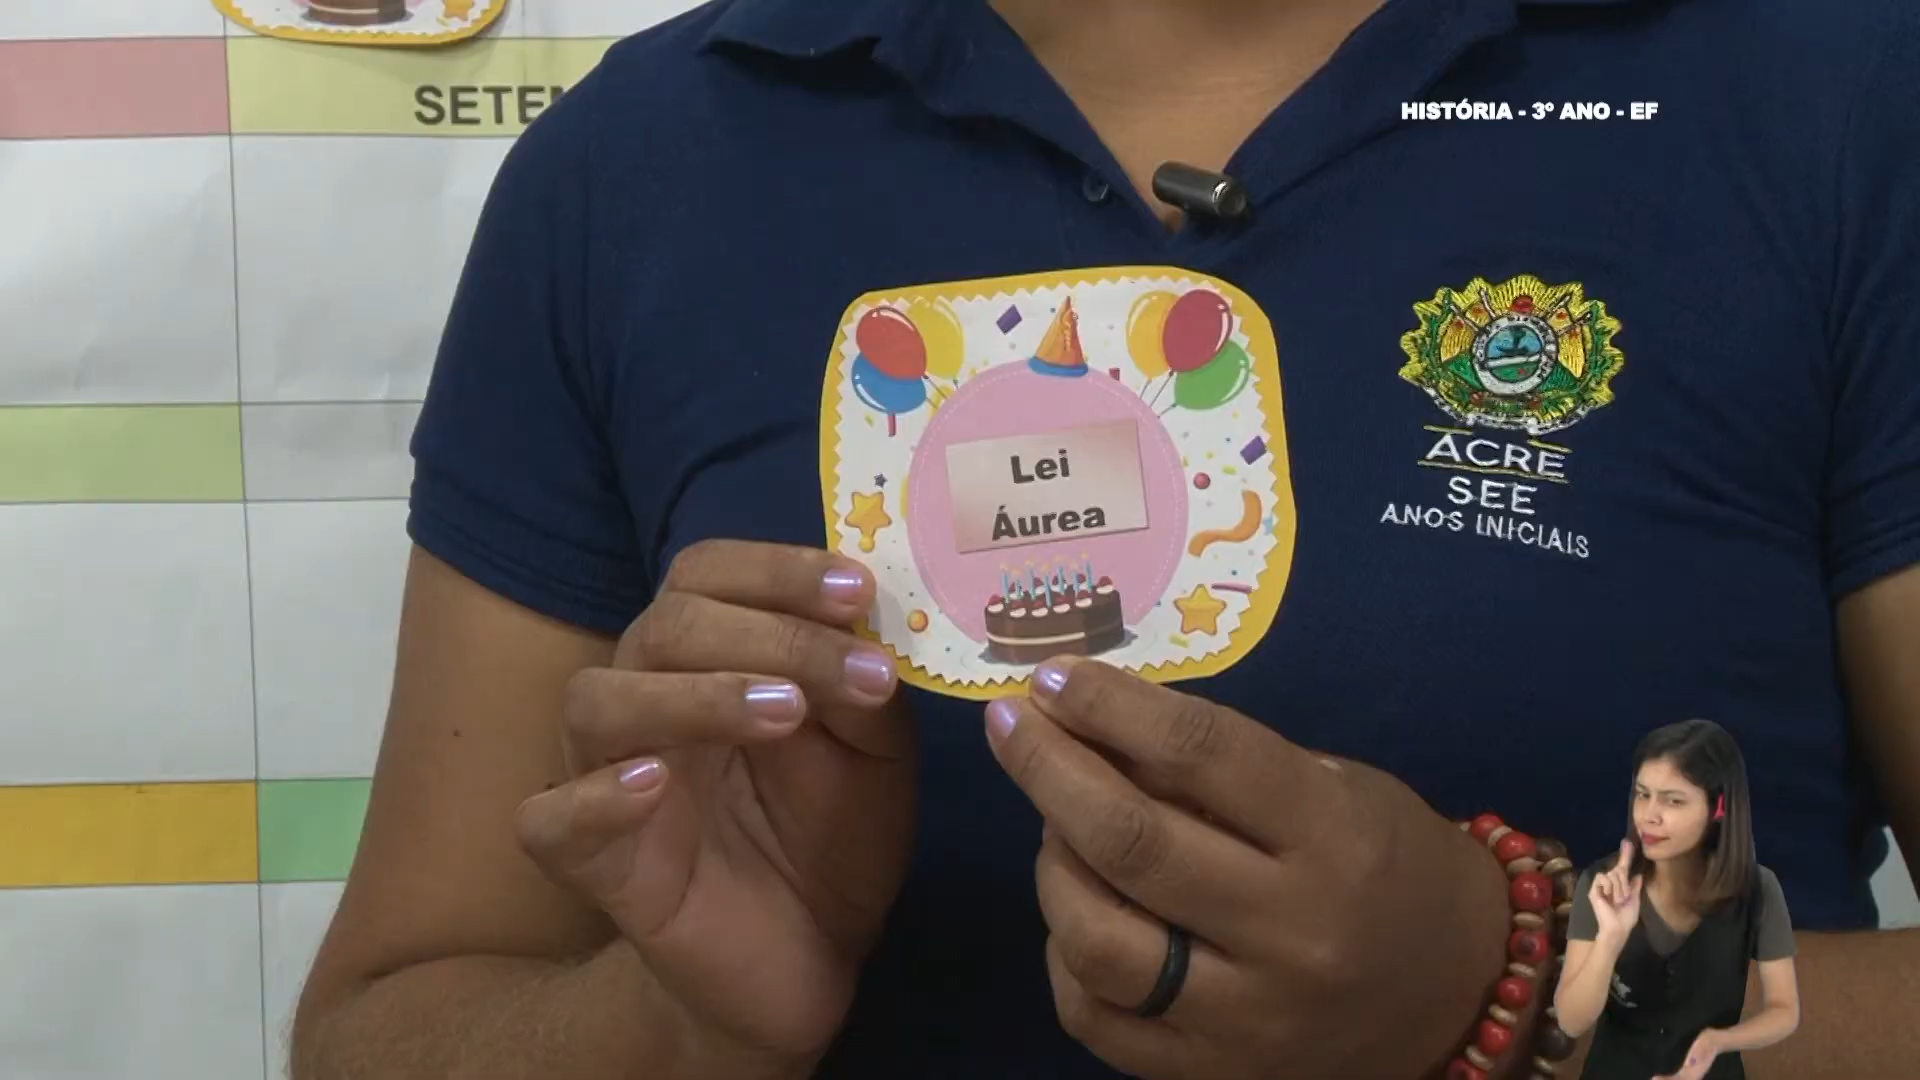 SETEM
HISTÓRIA - 3º ANO - EF
Lei
Áurea
ACRE
SEE
ANOS INICIAIS